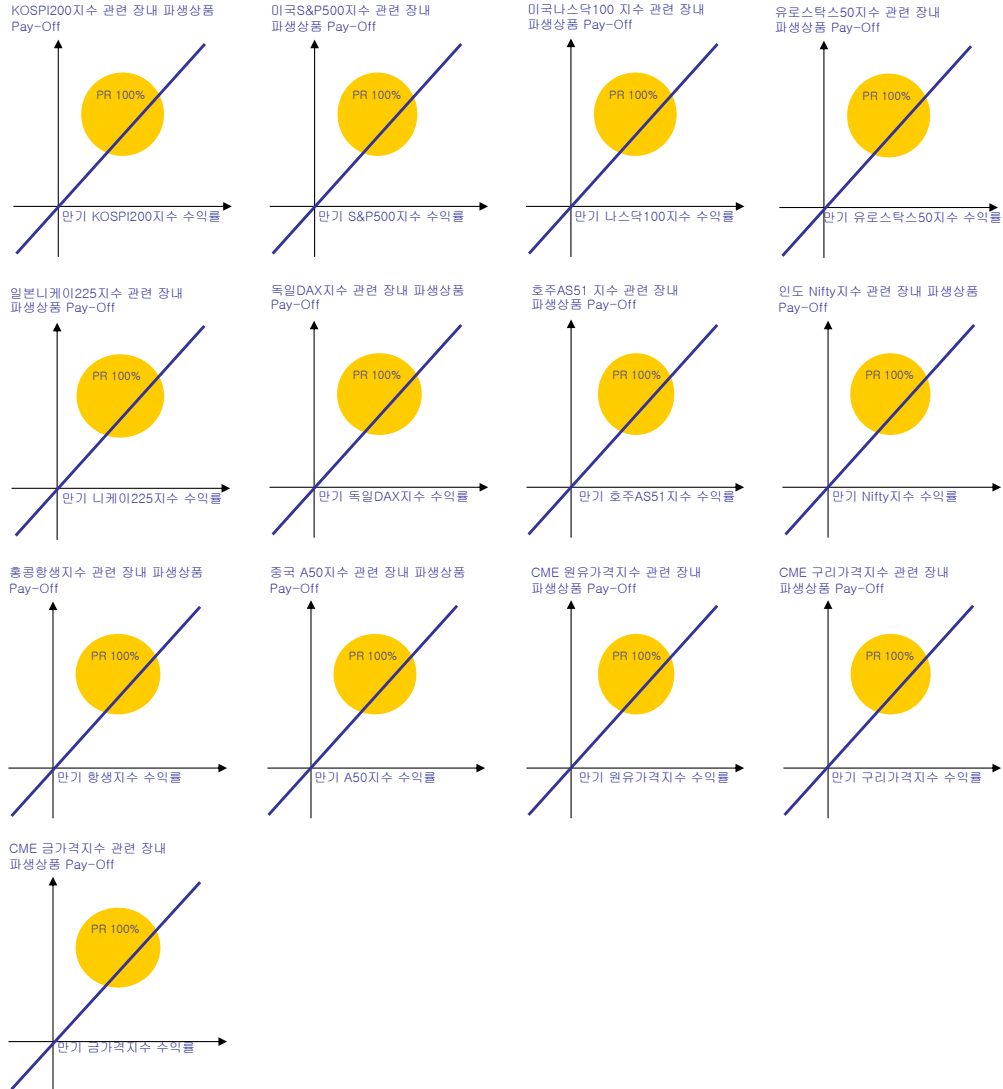 KOSPI200지수 관련 장내 파생상품
Pay-Off
PR 100%
만기 KOSPI200지수 수익률
미국S&P500지수 관련 장내
파생상품 Pay-Off
PR 100%
만기 S&P500지수 수익률
미국나스닥100 지수 관련 장내
파생상품 Pay-Off
PR 100%
만기 나스닥100지수 수익률
유로스탁스50지수 관련 장내
파생상품 Pay-Off
PR 100%
만기 유로스탁스50지수 수익률
일본니케이225지수 관련 장내
파생상품 Pay-Off
PR 100%
만기 니케이225지수 수익률
독일DAX지수 관련 장내 파생상품
Pay-Off
PR 100%
만기 독일DAX지수 수익률
호주AS51 지수 관련 장내
파생상품 Pay-Off
PR 100%
만기 호주AS51지수 수익률
인도 Nifty지수 관련 장내 파생상품
Pay-Off
PR 100%
만기 Nifty지수 수익률
홍콩항생지수 관련 장내 파생상품
Pay-Off
PR 100%
만기 항생지수 수익률
중국 A50지수 관련 장내 파생상품
Pay-Off
PR 100%
만기 A50지수 수익률
CME 원유가격지수 관련 장내
파생상품 Pay-Off
PR 100%
만기 원유가격지수 수익률
CME 구리가격지수 관련 장내
파생상품 Pay-Off
PR 100%
만기 구리가격지수 수익률
CME 금가격지수 관련 장내
파생상품 Pay-Off
PR 100%
만기 금가격지수 수익률